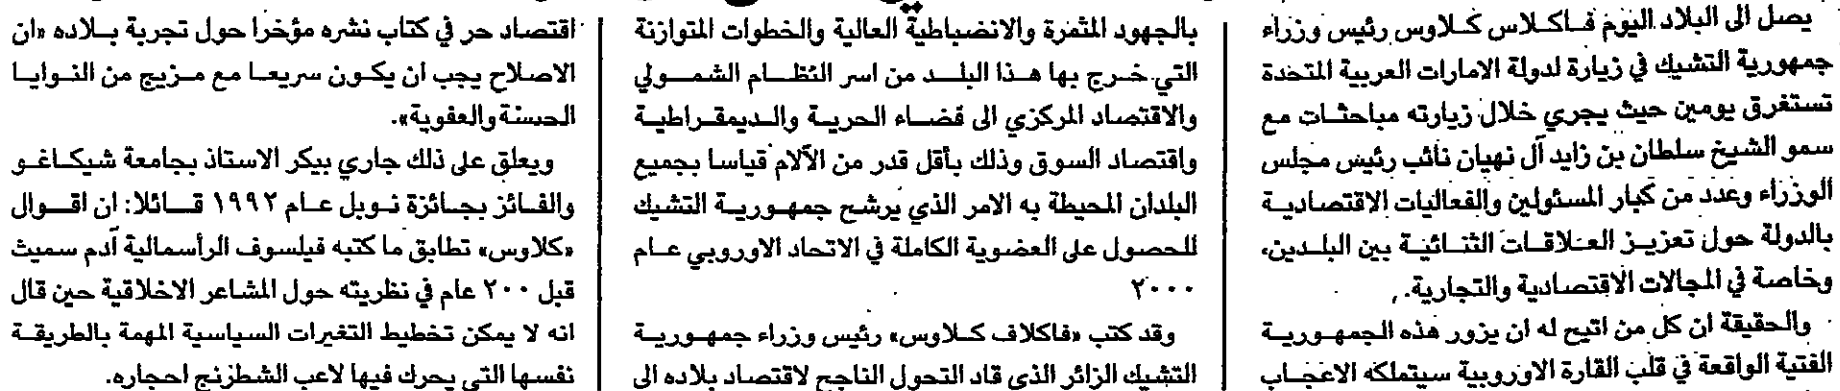 يصل الى البلاد اليوم فاكلاس كلاوس رئيس وزراء
جمهورية التشيك في زيارة لدولة الامارات العربية المتحدة
تستغرق يومين حيث يجري خلال زيارته مباحثات مع
سمو الشيخ سلطان بن زايد آل نهيان نائب رئيس مجلس
الوزراء وعدد من كبار المسئولين والفعاليات الاقتصادية
بالدولة حول تعزيز العلاقات الثنائية بين البلدين،
وخاصة في المجالات الاقتصادية والتجارية.
والحقيقة ان كل من اتيح له ان يزور هذه الجمهورية
الفتية الواقعة في قلب القارة الاوروبية سيتملكه الاعجاب
بالجهود المثمرة والانضباطية العالية والخطوات المتوازنة
التي خرج بها هذا البلد من اسر النظام الشمولي
والاقتصاد المركزي الى فضاء الحرية والديمقراطية
واقتصاد السوق وذلك بأقل قدر من الآلام قياسا بجميع
البلدان المحيطة به الامر الذي يرشح جمهورية التشيك
للحصول على العضوية الكاملة في الاتحاد الاوروبي عام
٢٠٠٠
وقد كتب «فاكلاف كلاوس» رئيس وزراء جمهورية
التشيك الزائر الذي قاد التحول الناجح لاقتصاد بلاده الى
اقتصاد حر في كتاب نشره مؤخرا حول تجربة بلاده «ان
الاصلاح يجب ان يكون سريعا مع مزيج من النوايا
الحسنة والعفوية».
ويعلق على ذلك جاري بيكر الاستاذ بجامعة شيكاغو
والفائز بجائزة نوبل عام ١٩٩٢ قائلا: ان اقوال
«كلاوس» تطابق ما كتبه فيلسوف الرأسمالية آدم سميث
قبل ٢٠٠ عام في نظريته حول المشاعر الاخلاقية حين قال
انه لا يمكن تخطيط التغيرات السياسية المهمة بالطريقة
نفسها التي يحرك فيها لاعب الشطرنج احجاره.